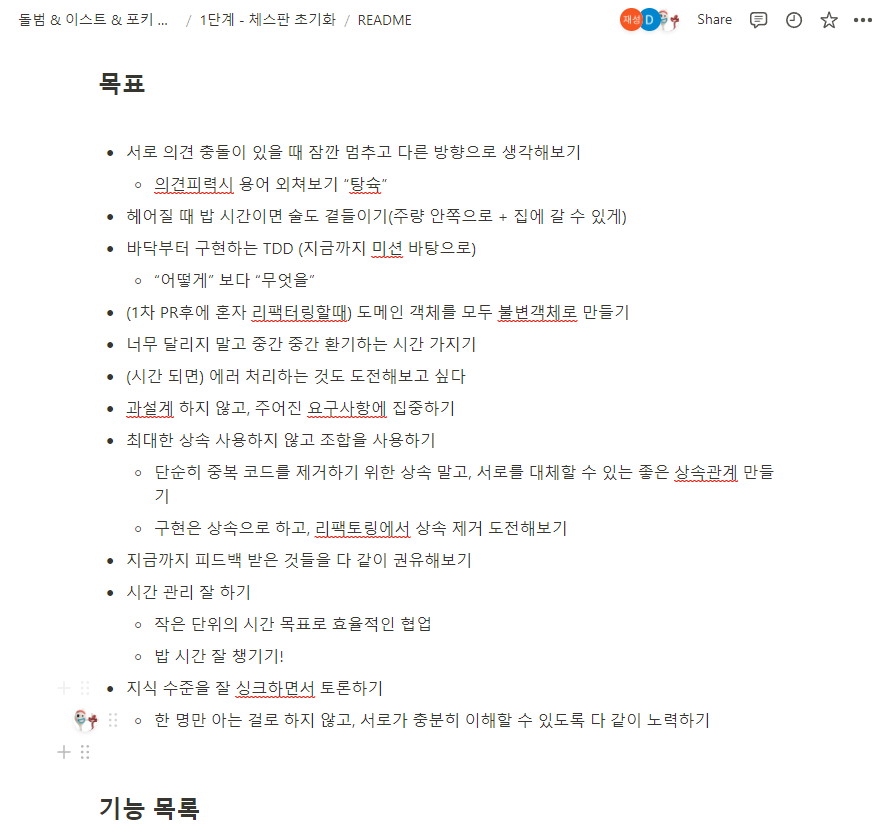 돌범 & 이스트 & 포키 ... / 1단계 - 체스판 초기화 / README
재성 D Share
목표
서로 의견 충돌이 있을 때 잠깐 멈추고 다른 방향으로 생각해보기
의견피력시 용어 외쳐보기 “탕슉”
헤어질 때 밥 시간이면 술도 곁들이기(주량 안쪽으로 + 집에 갈 수 있게)
바닥부터 구현하는 TDD (지금까지 미션 바탕으로)
“어떻게” 보다 “무엇을”
(1차 PR후에 혼자 리팩터링할때) 도메인 객체를 모두 불변객체로 만들기
너무 달리지 말고 중간 중간 환기하는 시간 가지기
(시간 되면) 에러 처리하는 것도 도전해보고 싶다
과설계 하지 않고, 주어진 요구사항에 집중하기
최대한 상속 사용하지 않고 조합을 사용하기
단순히 중복 코드를 제거하기 위한 상속 말고, 서로를 대체할 수 있는 좋은 상속관계 만들
기
구현은 상속으로 하고, 리팩토링에서 상속 제거 도전해보기
지금까지 피드백 받은 것들을 다 같이 권유해보기
시간 관리 잘 하기
작은 단위의 시간 목표로 효율적인 협업
밥 시간 잘 챙기기!
지식 수준을 잘 싱크하면서 토론하기
한 명만 아는 걸로 하지 않고, 서로가 충분히 이해할 수 있도록 다 같이 노력하기
기능 목록